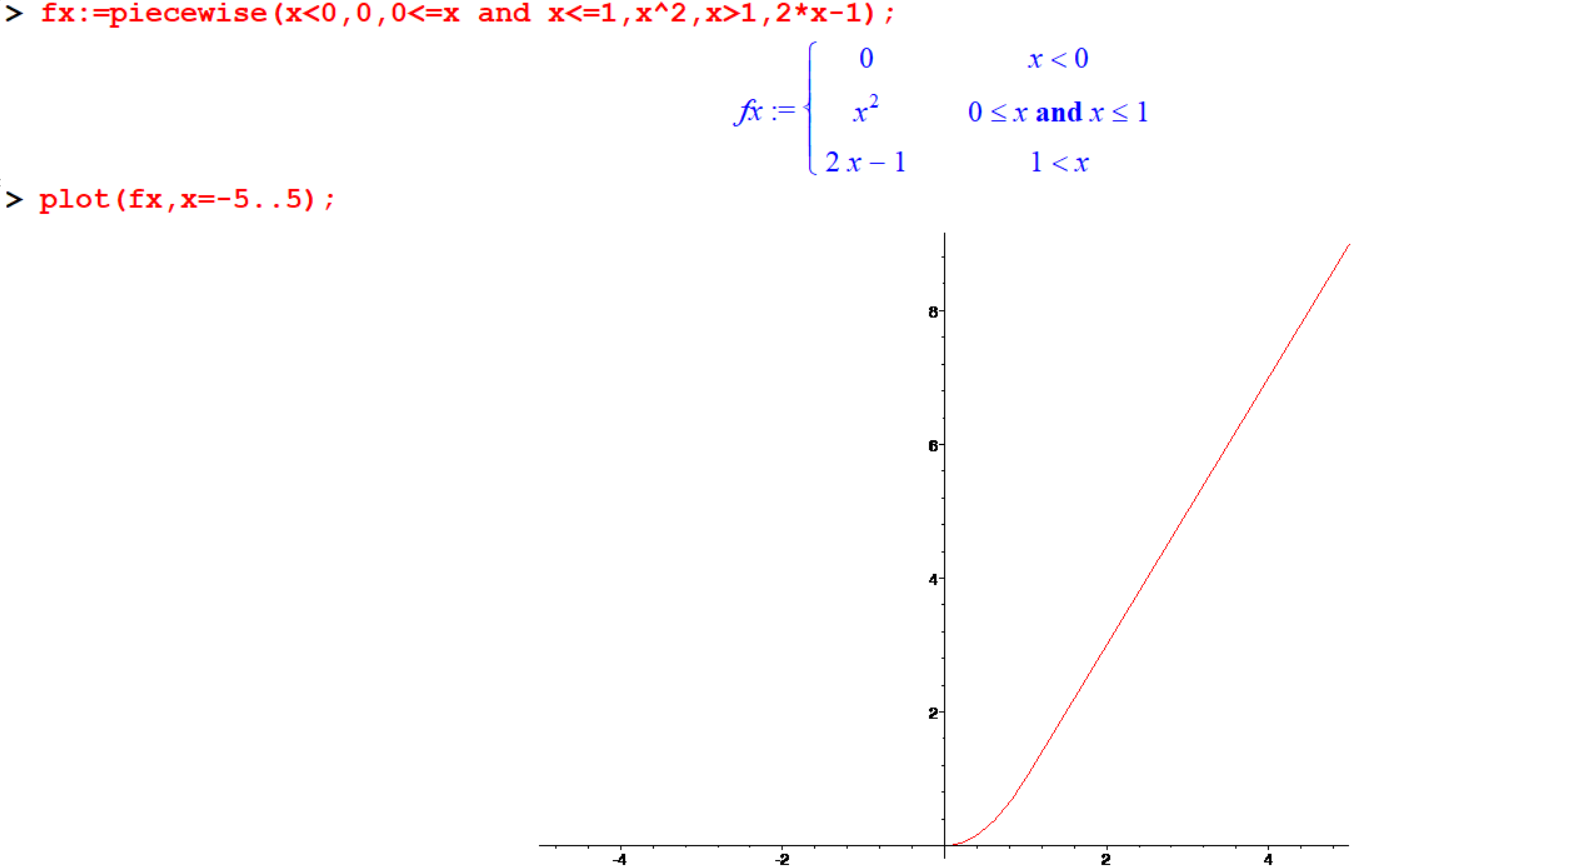 > fx:=piecewise(x<0,0,0<=x and x<=1,x^2,x>1,2*x-1);
0 x < 0
fx := x² 0 ≤ x and x ≤ 1
2 x − 1 1 < x
> plot(fx,x=-5..5);
8
6
4
2
-4 -2 2 4